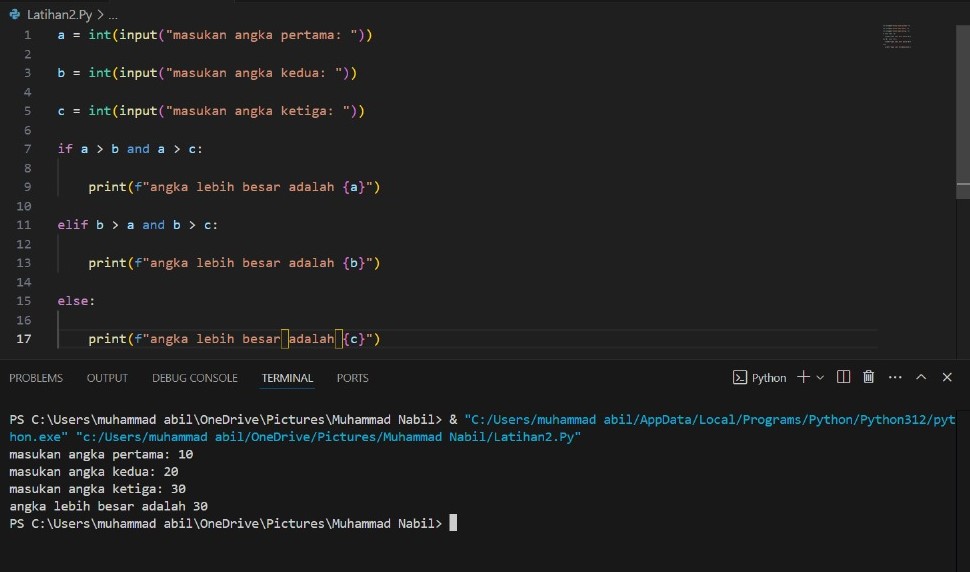 Latihan2.Py > ...
1 a = int(input("masukan angka pertama: "))
2
3 b = int(input("masukan angka kedua: "))
4
5 c = int(input("masukan angka ketiga: "))
6
7 if a > b and a > c:
8
9     print(f"angka lebih besar adalah {a}")
10
11 elif b > a and b > c:
12
13     print(f"angka lebih besar adalah {b}")
14
15 else:
16
17     print(f"angka lebih besar adalah {c}")
PROBLEMS OUTPUT DEBUG CONSOLE TERMINAL PORTS Python
PS C:\Users\muhammad abil\OneDrive\Pictures\Muhammad Nabil> & "C:/Users/muhammad abil/AppData/Local/Programs/Python/Python312/pyt
hon.exe" "c:/Users/muhammad abil/OneDrive/Pictures/Muhammad Nabil/Latihan2.Py"
masukan angka pertama: 10
masukan angka kedua: 20
masukan angka ketiga: 30
angka lebih besar adalah 30
PS C:\Users\muhammad abil\OneDrive\Pictures\Muhammad Nabil>